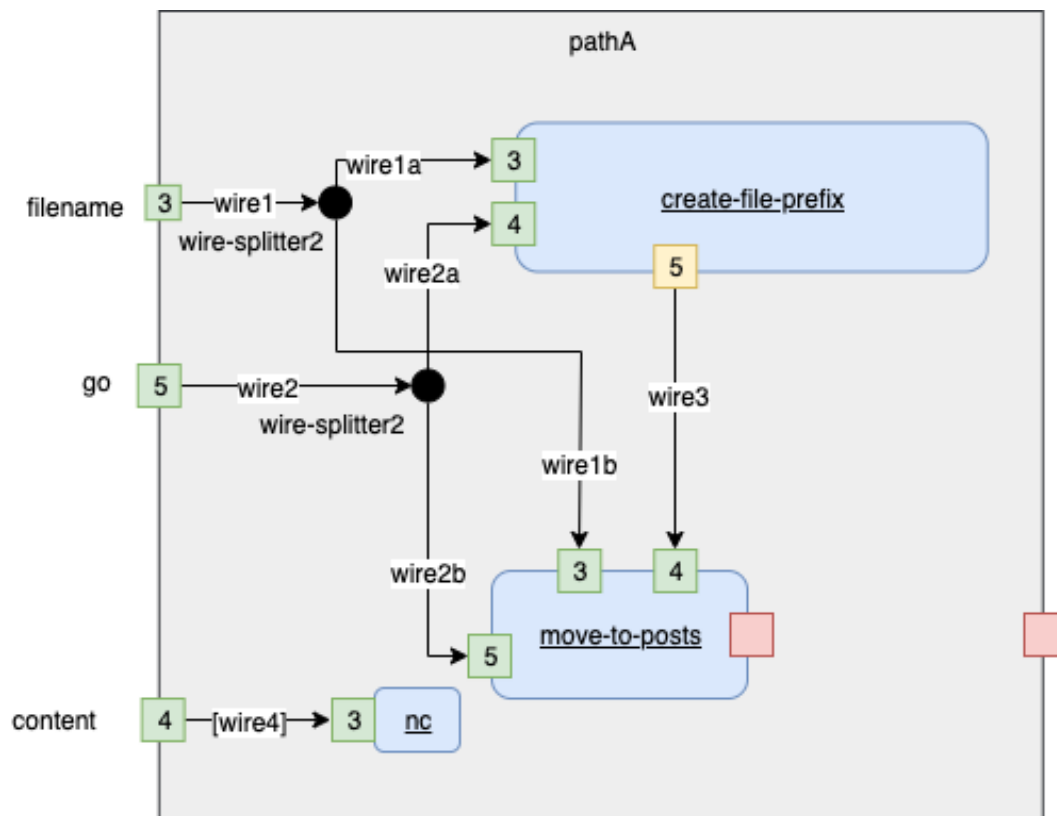 pathA
wire1a
3
create-file-prefix
filename
3
wire1
4
wire-splitter2
wire2a
5
go
5
wire2
wire3
wire-splitter2
wire1b
wire2b
3
4
move-to-posts
5
content
4
[wire4]
3
nc